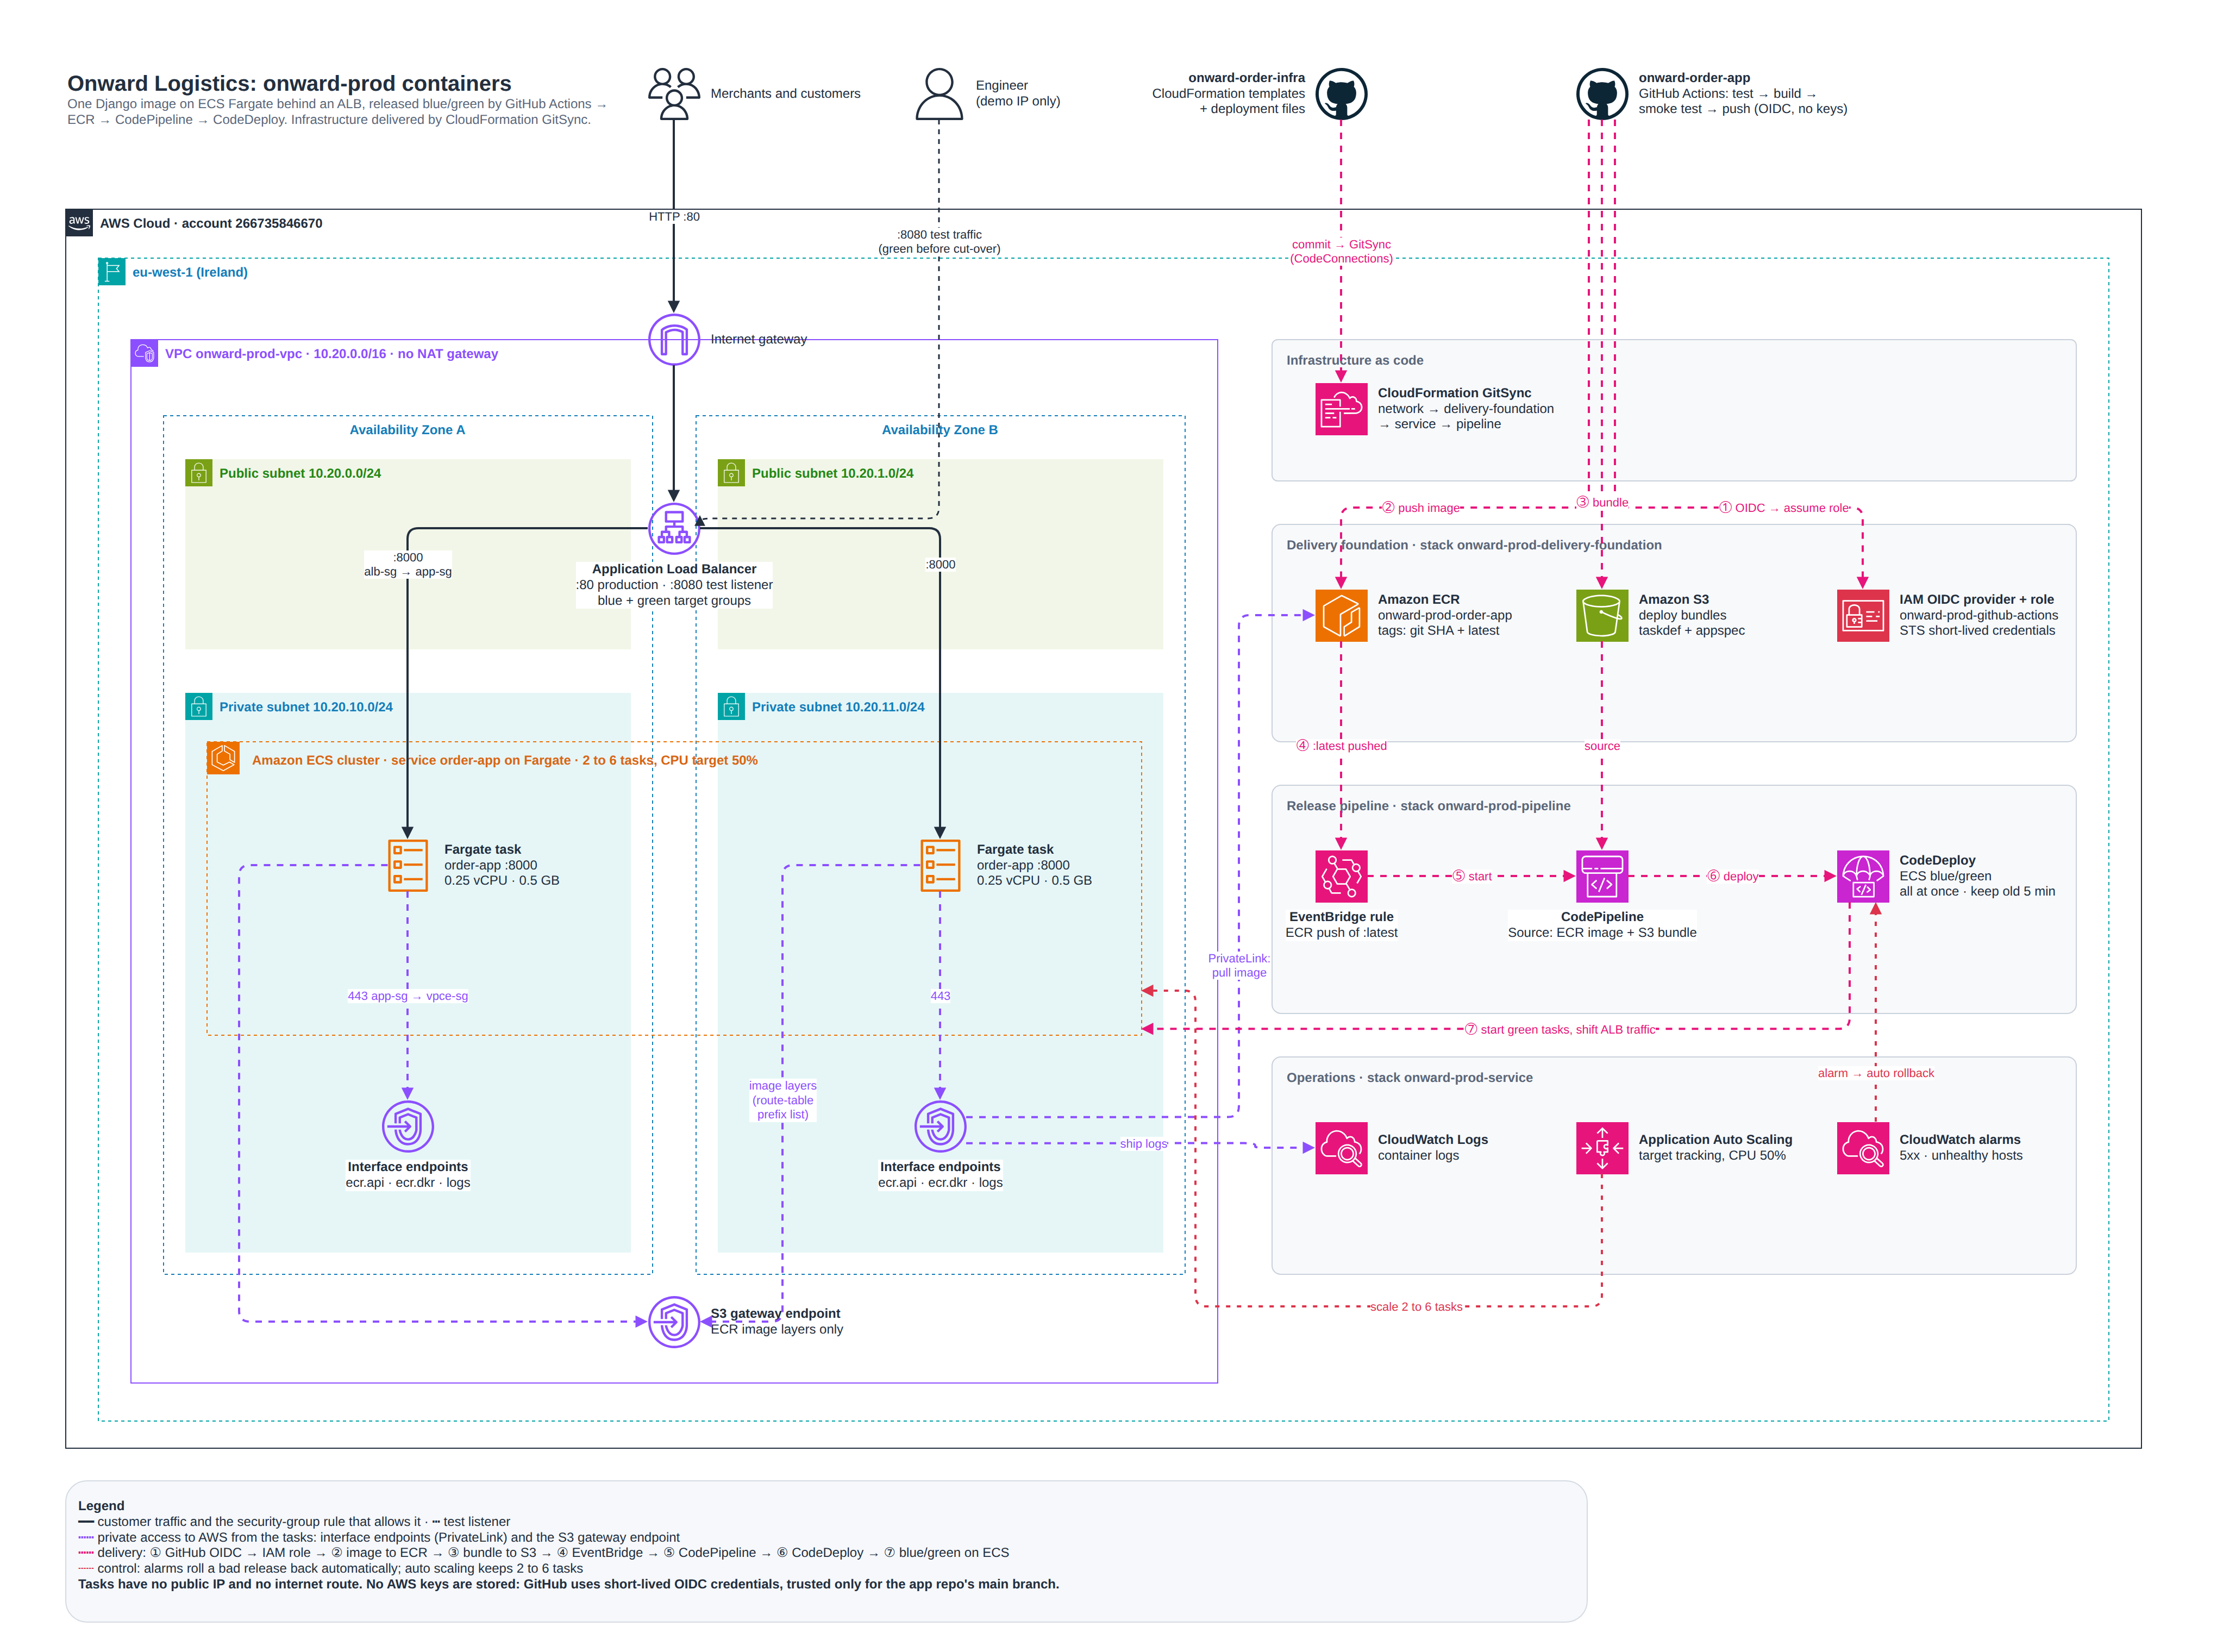 Onward Logistics: onward-prod containers
One Django image on ECS Fargate behind an ALB, released blue/green by GitHub Actions →
ECR → CodePipeline → CodeDeploy. Infrastructure delivered by CloudFormation GitSync.
Merchants and customers
Engineer
(demo IP only)
onward-order-infra
CloudFormation templates
+ deployment files
onward-order-app
GitHub Actions: test → build →
smoke test → push (OIDC, no keys)
aws
AWS Cloud · account 266735846670
HTTP :80
:8080 test traffic
(green before cut-over)
commit → GitSync
(CodeConnections)
eu-west-1 (Ireland)
Internet gateway
VPC onward-prod-vpc · 10.20.0.0/16 · no NAT gateway
Infrastructure as code
CloudFormation GitSync
network → delivery-foundation
→ service → pipeline
Availability Zone A
Availability Zone B
Public subnet 10.20.0.0/24
Public subnet 10.20.1.0/24
② push image
③ bundle
① OIDC → assume role
:8000
alb-sg → app-sg
Application Load Balancer
:80 production · :8080 test listener
blue + green target groups
:8000
Delivery foundation · stack onward-prod-delivery-foundation
Amazon ECR
onward-prod-order-app
tags: git SHA + latest
Amazon S3
deploy bundles
taskdef + appspec
IAM OIDC provider + role
onward-prod-github-actions
STS short-lived credentials
Private subnet 10.20.10.0/24
Private subnet 10.20.11.0/24
④ :latest pushed
source
Amazon ECS cluster · service order-app on Fargate · 2 to 6 tasks, CPU target 50%
Release pipeline · stack onward-prod-pipeline
Fargate task
order-app :8000
0.25 vCPU · 0.5 GB
Fargate task
order-app :8000
0.25 vCPU · 0.5 GB
⑤ start
⑥ deploy
CodeDeploy
ECS blue/green
all at once · keep old 5 min
EventBridge rule
ECR push of :latest
CodePipeline
Source: ECR image + S3 bundle
PrivateLink:
pull image
443 app-sg → vpce-sg
443
⑦ start green tasks, shift ALB traffic
image layers
(route-table
prefix list)
Operations · stack onward-prod-service
alarm → auto rollback
ship logs
CloudWatch Logs
container logs
Application Auto Scaling
target tracking, CPU 50%
CloudWatch alarms
5xx · unhealthy hosts
Interface endpoints
ecr.api · ecr.dkr · logs
Interface endpoints
ecr.api · ecr.dkr · logs
scale 2 to 6 tasks
S3 gateway endpoint
ECR image layers only
Legend
customer traffic and the security-group rule that allows it · ┅ test listener
private access to AWS from the tasks: interface endpoints (PrivateLink) and the S3 gateway endpoint
delivery: ① GitHub OIDC → IAM role → ② image to ECR → ③ bundle to S3 → ④ EventBridge → ⑤ CodePipeline → ⑥ CodeDeploy → ⑦ blue/green on ECS
control: alarms roll a bad release back automatically; auto scaling keeps 2 to 6 tasks
Tasks have no public IP and no internet route. No AWS keys are stored: GitHub uses short-lived OIDC credentials, trusted only for the app repo's main branch.